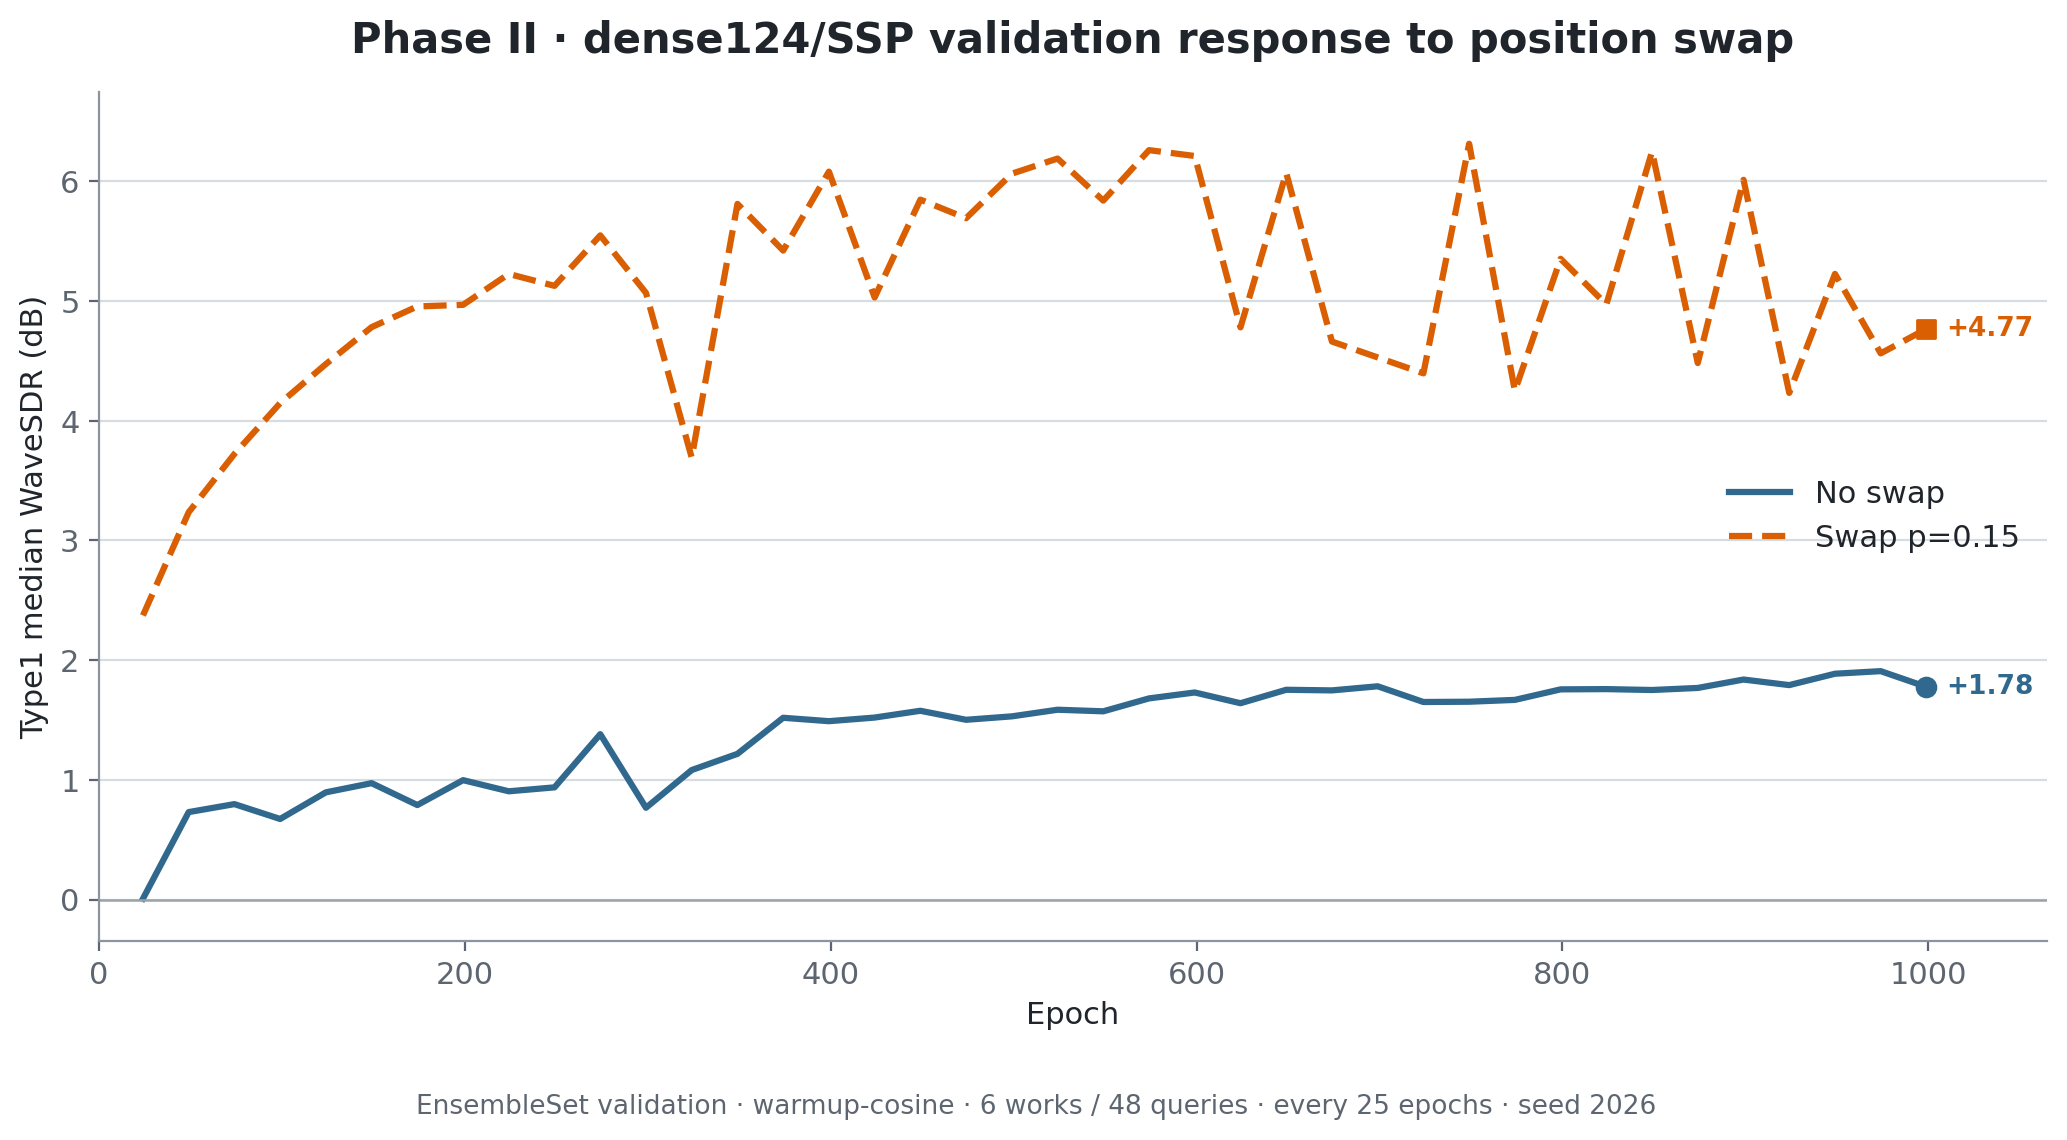 Phase II · dense124/SSP validation response to position swap
Type1 median WaveSDR (dB)
6
5
4
3
2
1
0
+4.77
No swap
Swap p=0.15
+1.78
0
200
400
600
800
1000
Epoch
EnsembleSet validation · warmup-cosine · 6 works / 48 queries · every 25 epochs · seed 2026